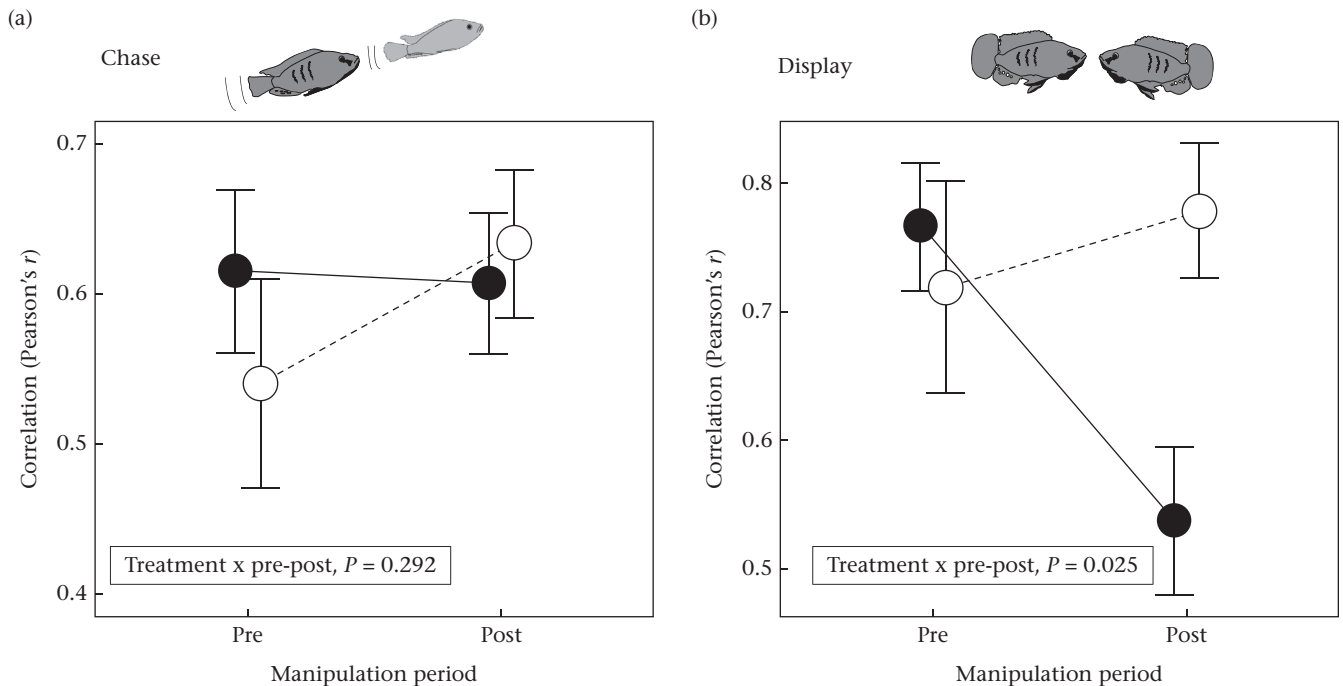 (a)
Chase
0.7
0.6
0.5
0.4
Correlation (Pearson's r)
Treatment x pre-post, P = 0.292
Pre
Post
Manipulation period
(b)
Display
0.8
0.7
0.6
0.5
Correlation (Pearson's r)
Treatment x pre-post, P = 0.025
Pre
Post
Manipulation period